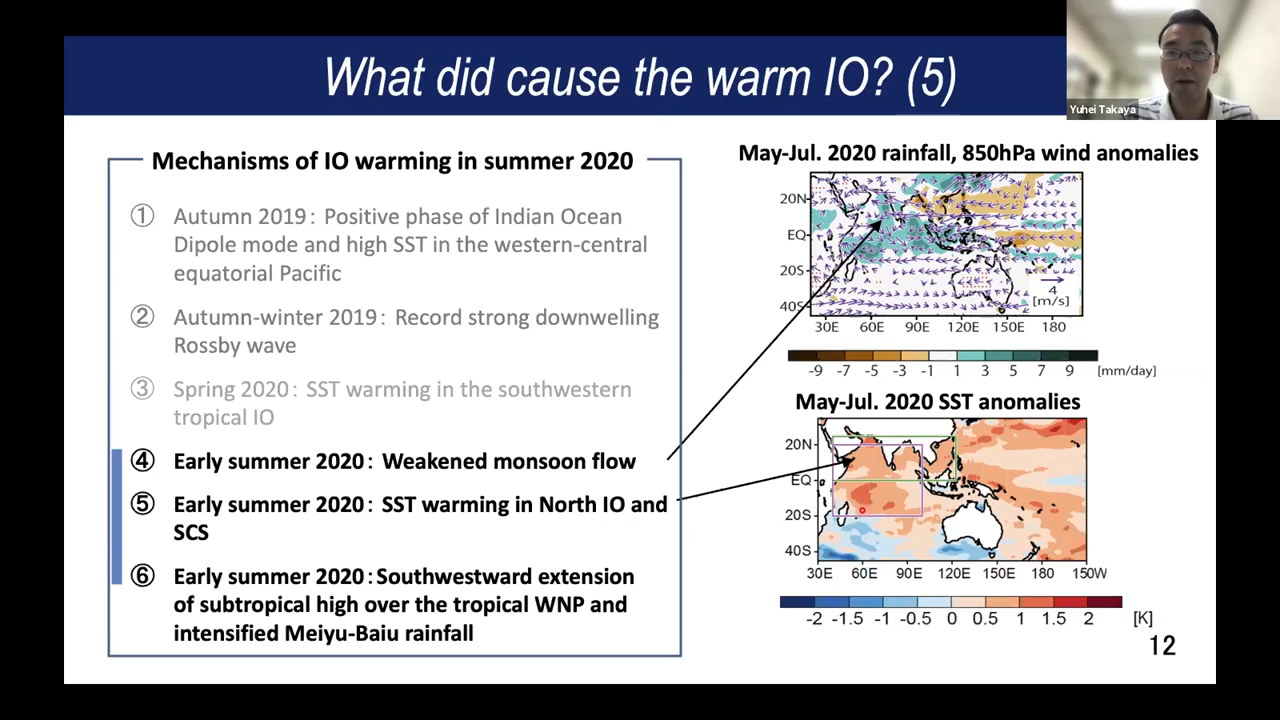 What did cause the warm IO? (5)
Yuhei Takaya
Mechanisms of IO warming in summer 2020
① Autumn 2019: Positive phase of Indian Ocean
Dipole mode and high SST in the western-central
equatorial Pacific
② Autumn-winter 2019: Record strong downwelling
Rossby wave
③ Spring 2020: SST warming in the southwestern
tropical IO
④ Early summer 2020: Weakened monsoon flow
⑤ Early summer 2020: SST warming in North IO and
SCS
⑥ Early summer 2020: Southwestward extension
of subtropical high over the tropical WNP and
intensified Meiyu-Baiu rainfall
May-Jul. 2020 rainfall, 850hPa wind anomalies
20N
EQ
20S
40S
4
[m/s]
30E 60E 90E 120E 150E 180
-9 -7 -5 -3 -1 1 3 5 7 9 [mm/day]
May-Jul. 2020 SST anomalies
20N
EQ
20S
40S
30E 60E 90E 120E 150E 180 150W
-2 -1.5 -1 -0.5 0 0.5 1 1.5 2 [K]
12